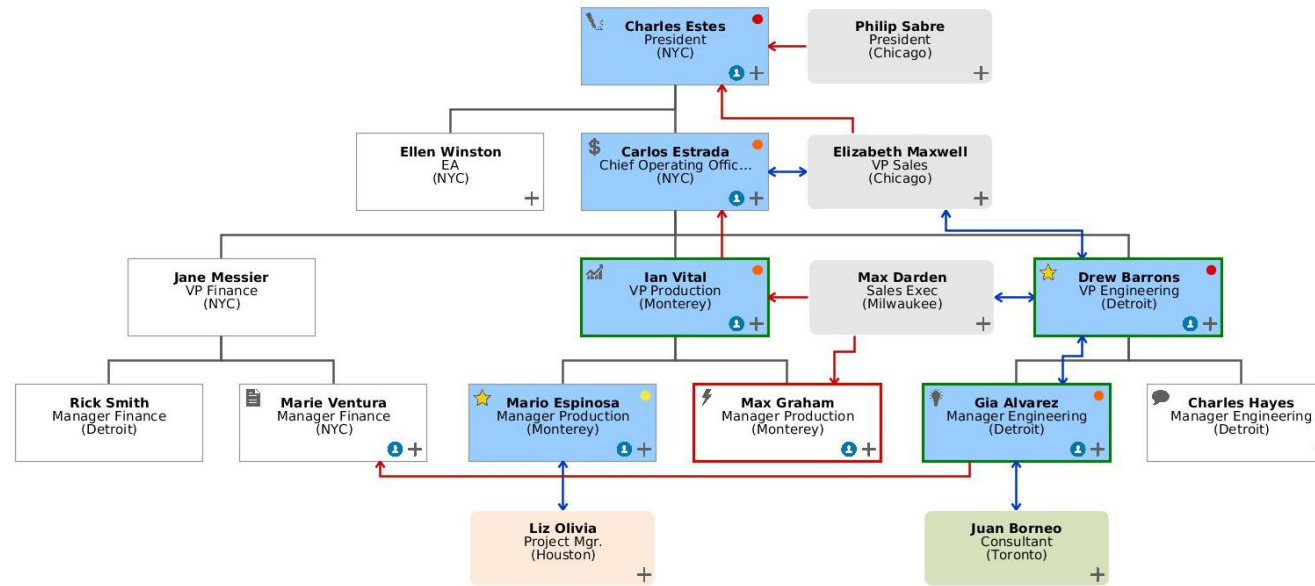 Charles Estes
President
(NYC)
Philip Sabre
President
(Chicago)
Ellen Winston
EA
(NYC)
$
Carlos Estrada
Chief Operating Offic...
(NYC)
Elizabeth Maxwell
VP Sales
(Chicago)
Jane Messier
VP Finance
(NYC)
Ian Vital
VP Production
(Monterey)
Max Darden
Sales Exec
(Milwaukee)
Drew Barrons
VP Engineering
(Detroit)
Rick Smith
Manager Finance
(Detroit)
Marie Ventura
Manager Finance
(NYC)
Mario Espinosa
Manager Production
(Monterey)
Max Graham
Manager Production
(Monterey)
Gia Alvarez
Manager Engineering
(Detroit)
Charles Hayes
Manager Engineering
(Detroit)
Liz Olivia
Project Mgr.
(Houston)
Juan Borneo
Consultant
(Toronto)